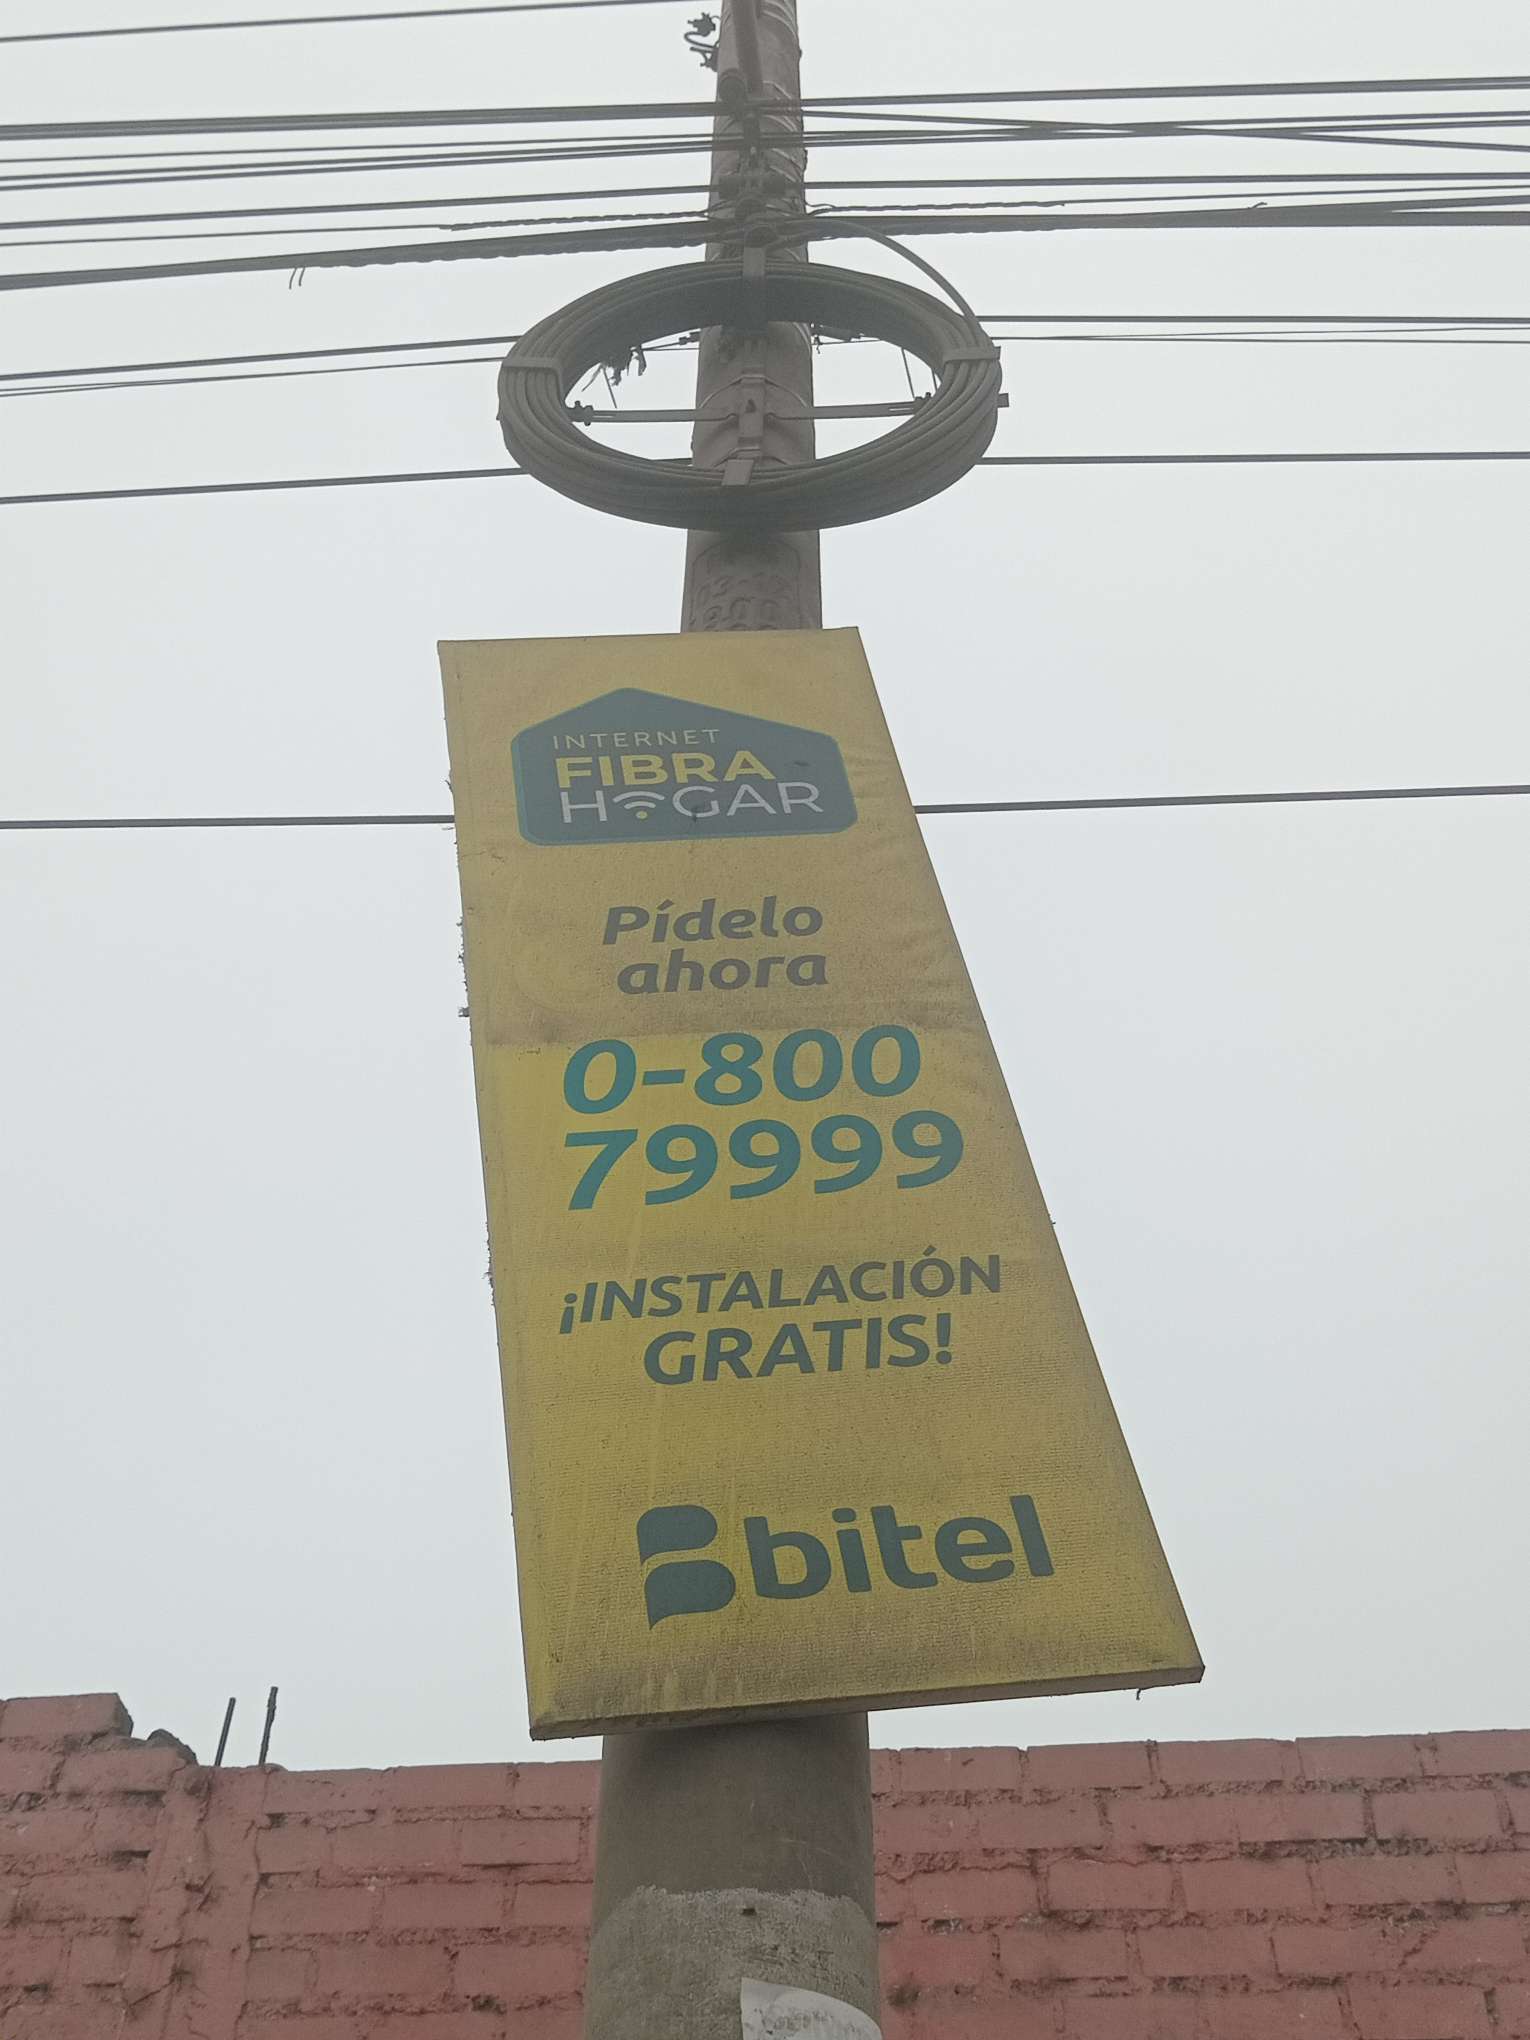 INTERNET
FIBRA
HOGAR
Pídelo
ahora
0-800
79999
¡INSTALACIÓN
GRATIS!
bitel